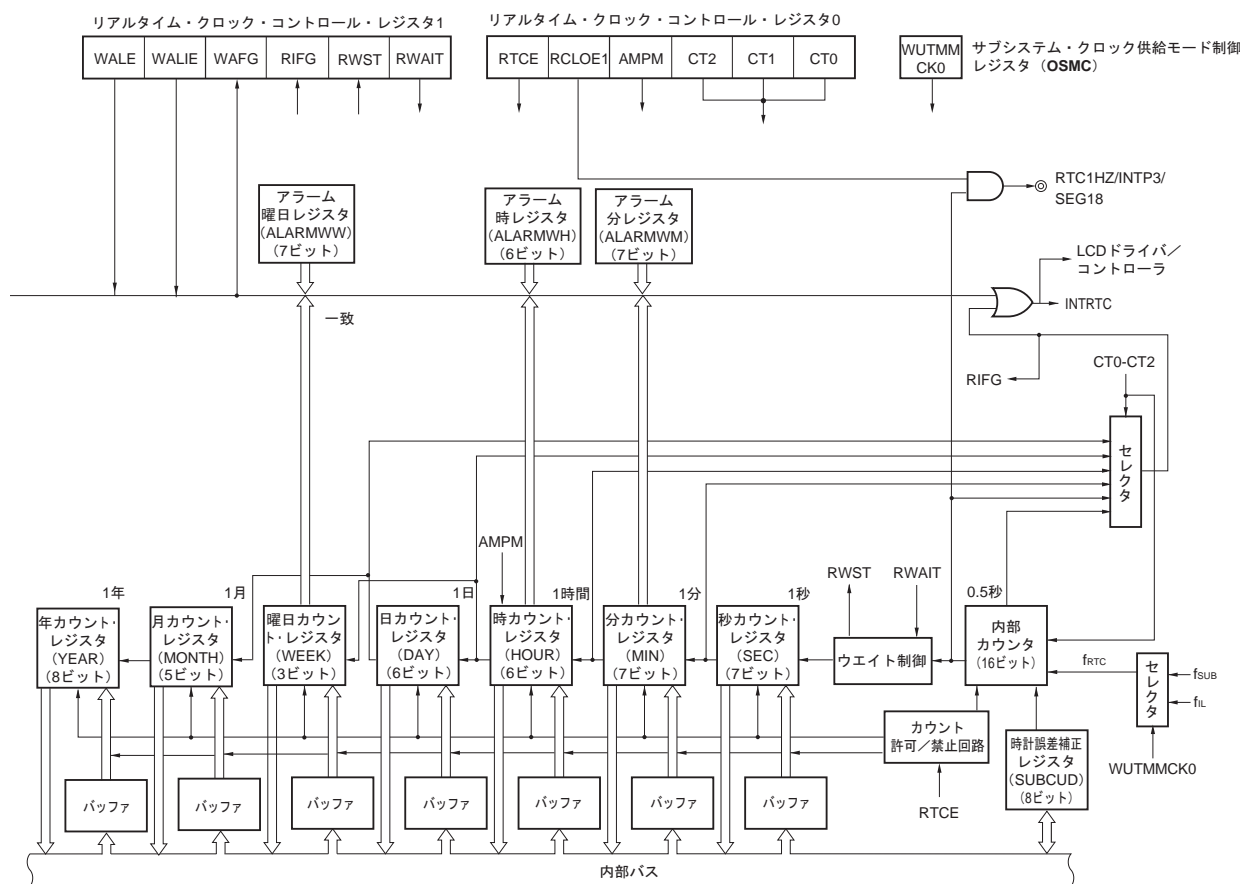 リアルタイム・クロック・コントロール・レジスタ1
WALE WALIE WAFG RIFG RWST RWAIT
リアルタイム・クロック・コントロール・レジスタ0
RTCE RCLOE1 AMPM CT2 CT1 CT0
WUTMM
CK0
サブシステム・クロック供給モード制御
レジスタ（OSMC）
RTC1HZ/INTP3/
SEG18
アラーム
曜日レジスタ
(ALARMWW)
(7ビット)
アラーム
時レジスタ
(ALARMWH)
(6ビット)
アラーム
分レジスタ
(ALARMWM)
(7ビット)
LCDドライバ／
コントローラ
INTRTC
一致
RIFG
CT0-CT2
セレクタ
AMPM
RWST
RWAIT
1年
年カウント・
レジスタ
(YEAR)
(8ビット)
1月
月カウント・
レジスタ
(MONTH)
(5ビット)
曜日カウン
ト・レジスタ
(WEEK)
(3ビット)
1日
日カウント・
レジスタ
(DAY)
(6ビット)
1時間
時カウント・
レジスタ
(HOUR)
(6ビット)
1分
分カウント・
レジスタ
(MIN)
(7ビット)
1秒
秒カウント・
レジスタ
(SEC)
(7ビット)
ウエイト制御
0.5秒
内部
カウンタ
(16ビット)
fRTC
セレクタ
fSUB
fIL
WUTMMCK0
カウント
許可／禁止回路
RTCE
時計誤差補正
レジスタ
(SUBCUD)
(8ビット)
バッファ バッファ バッファ バッファ バッファ バッファ バッファ
内部バス